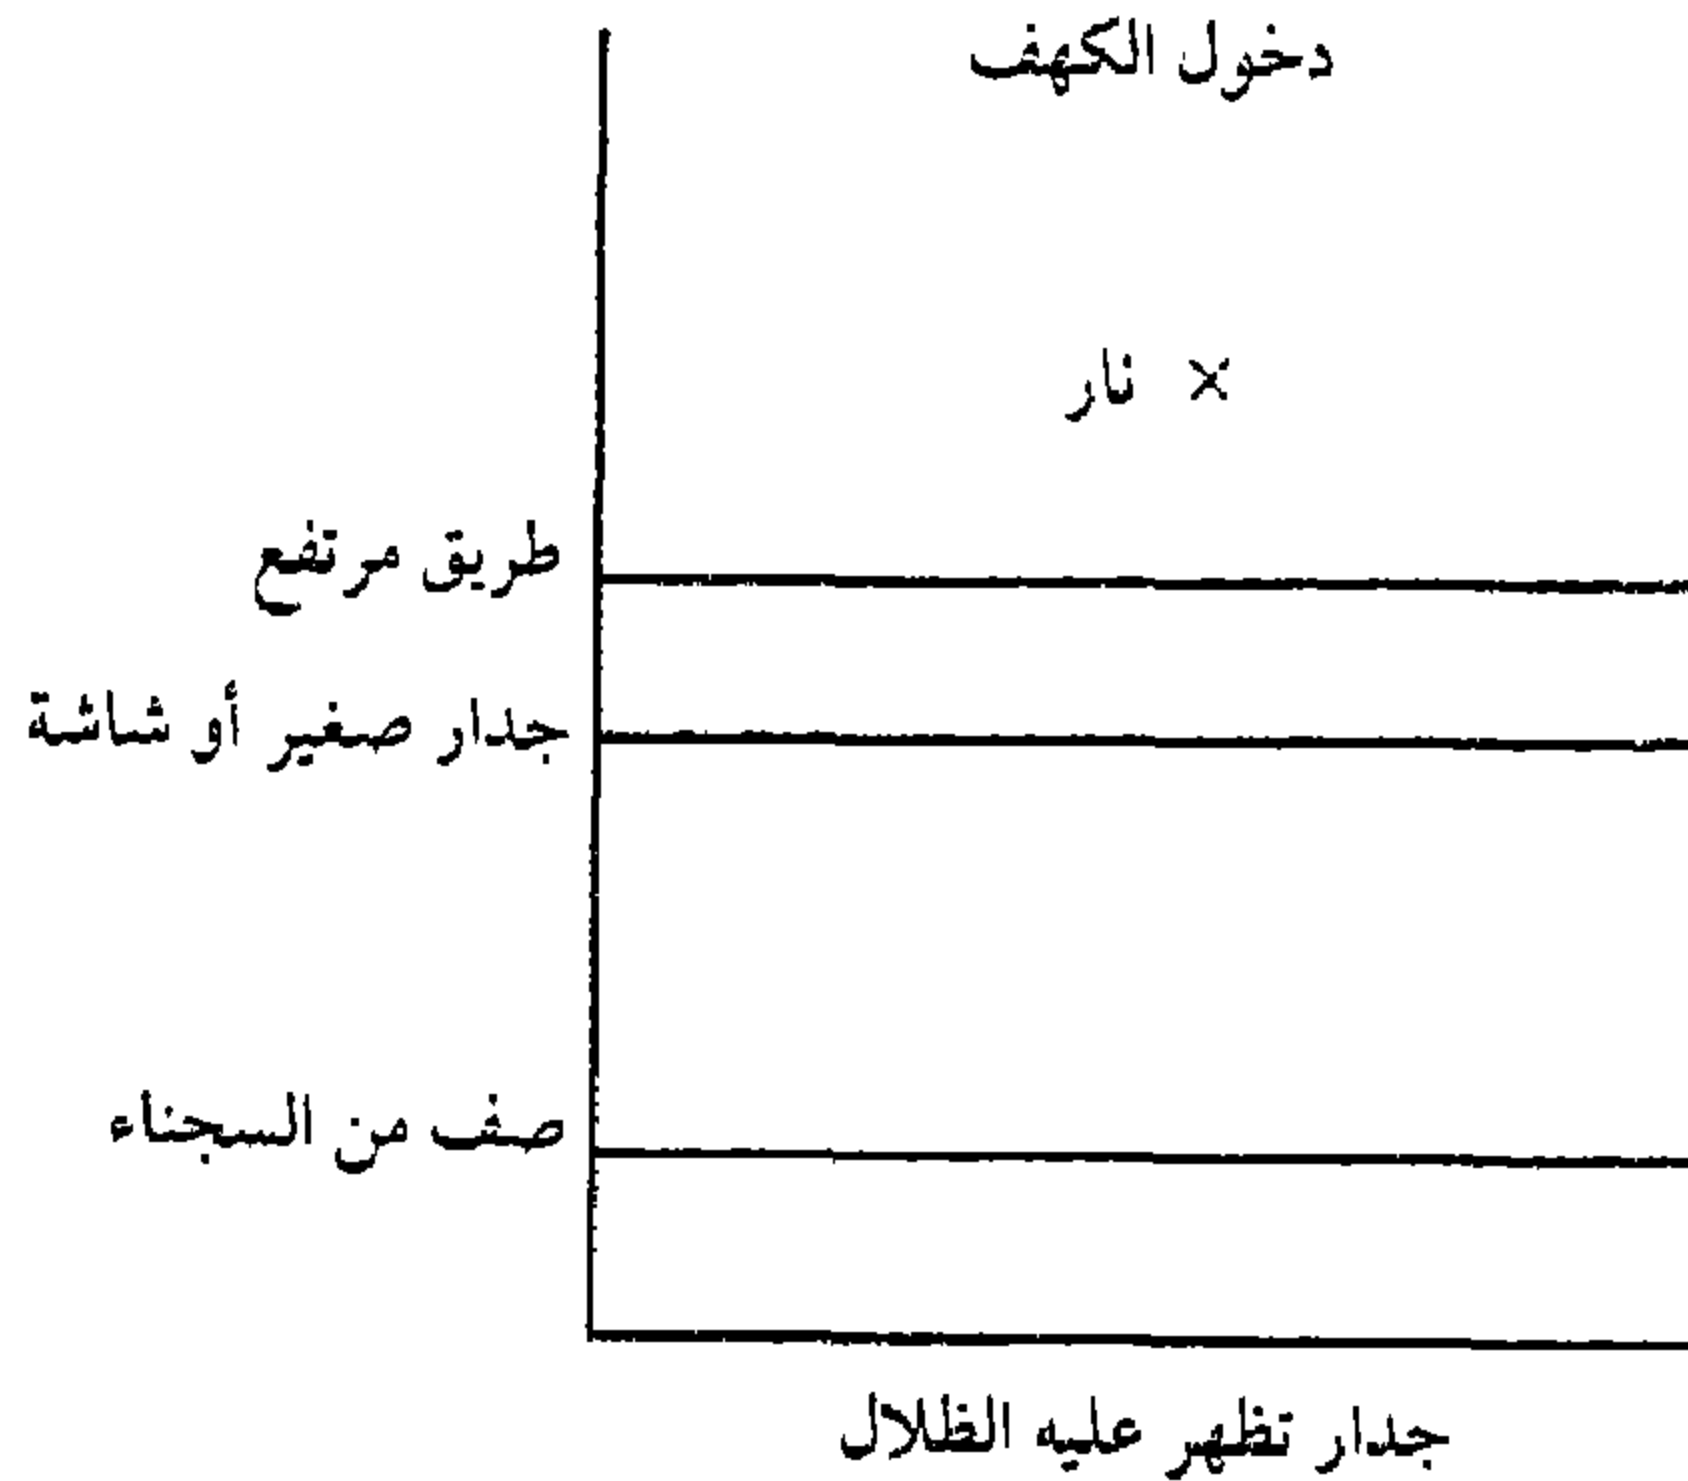 دخول الكهف
× نار
طريق مرتفع
جدار صغير أو شاشة
صف من السجناء
جدار تظهر عليه الظلال